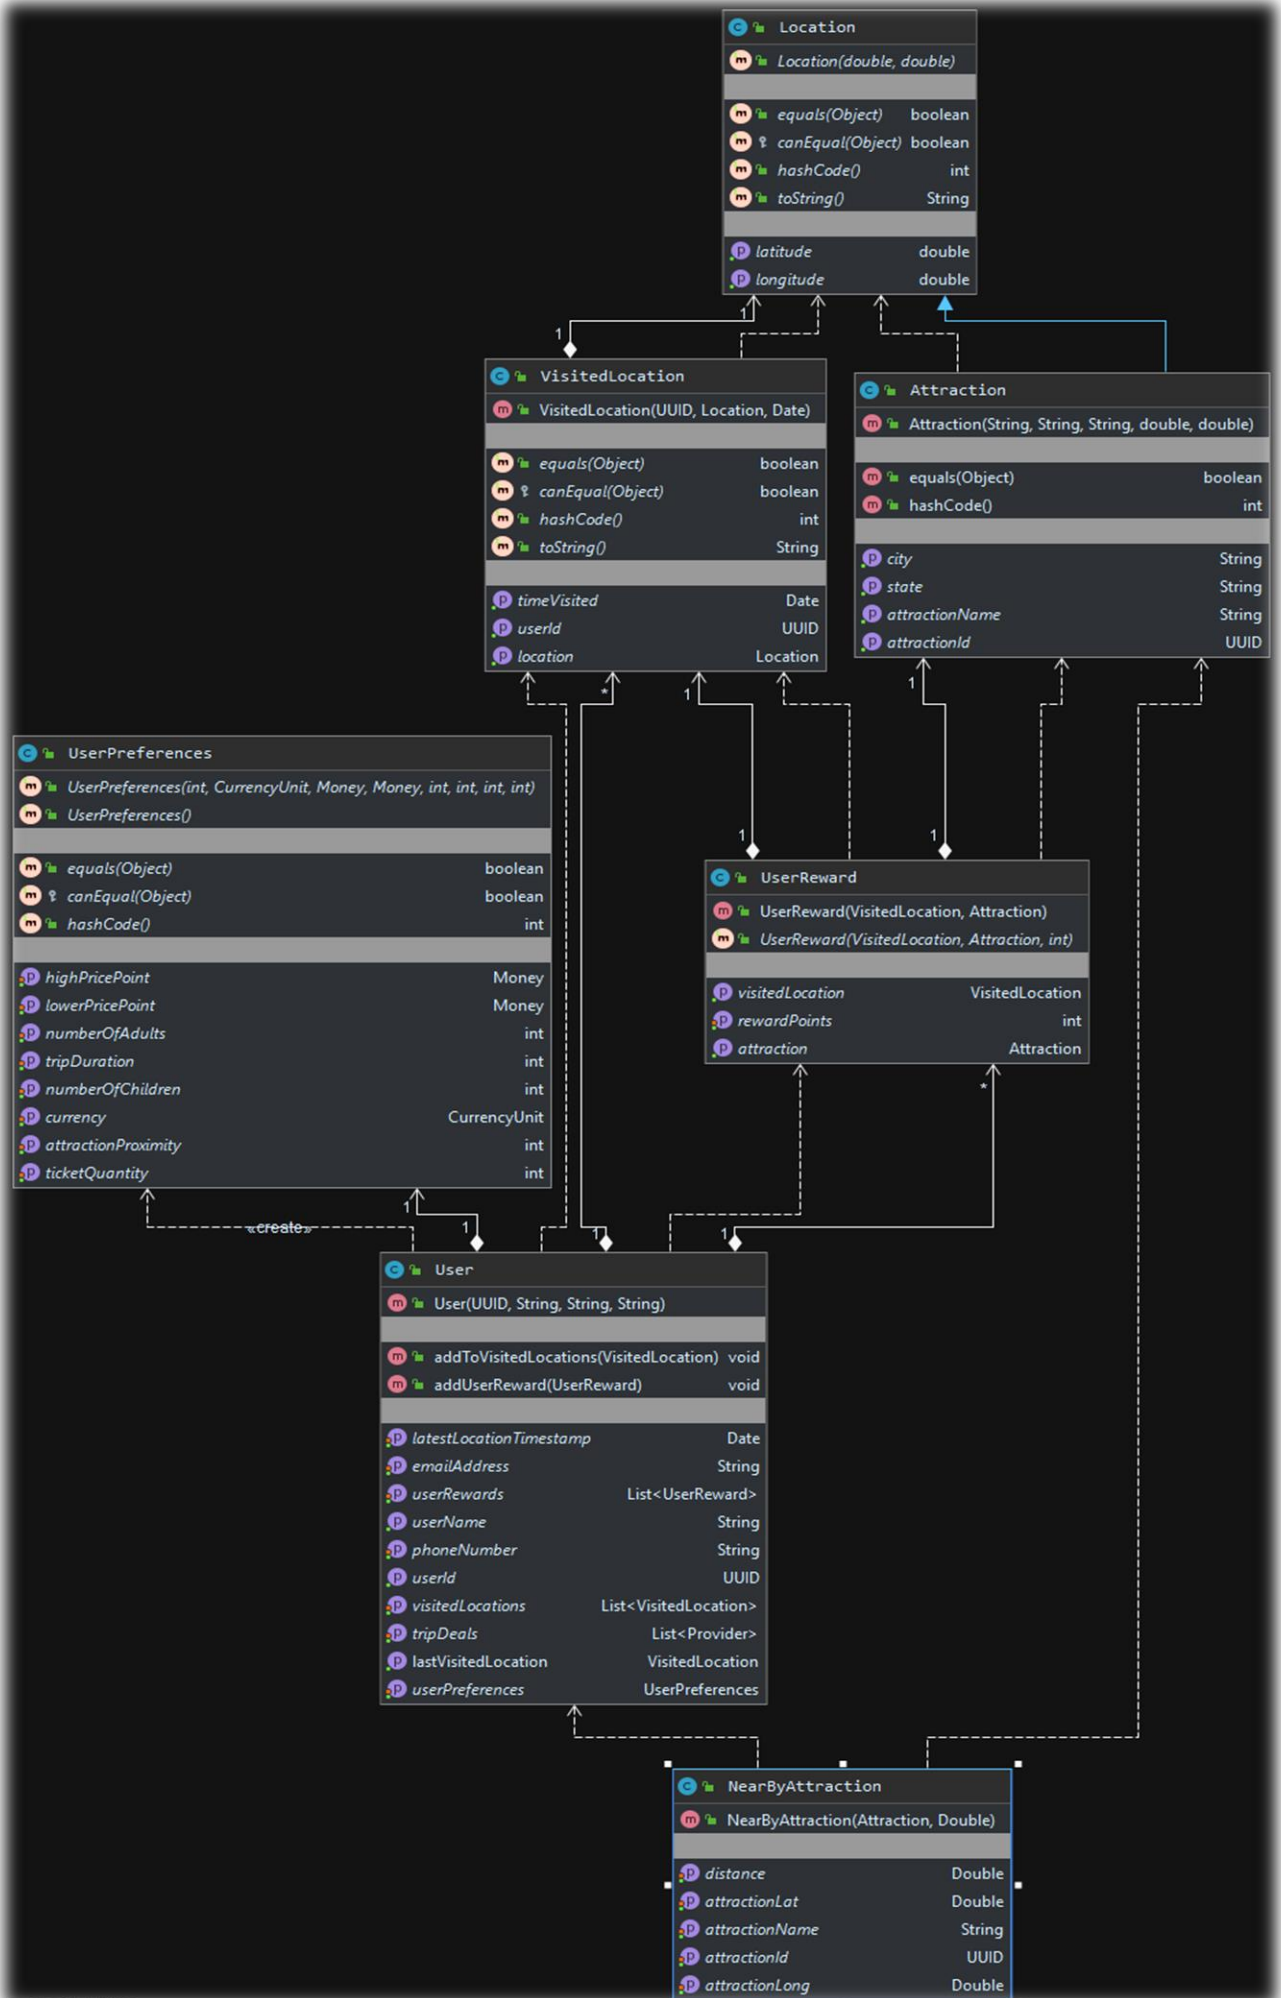 Location
Location(double, double)
equals(Object) boolean
canEqual(Object) boolean
hashCode() int
toString() String
latitude double
longitude double
1
1
VisitedLocation
VisitedLocation(UUID, Location, Date)
equals(Object) boolean
canEqual(Object) boolean
hashCode() int
toString() String
timeVisited Date
userId UUID
location Location
Attraction
Attraction(String, String, String, double, double)
equals(Object) boolean
hashCode() int
city String
state String
attractionName String
attractionId UUID
*
1
1
UserPreferences
UserPreferences(int, CurrencyUnit, Money, Money, int, int, int, int)
UserPreferences()
equals(Object) boolean
canEqual(Object) boolean
hashCode() int
highPricePoint Money
lowerPricePoint Money
numberOfAdults int
tripDuration int
numberOfChildren int
currency CurrencyUnit
attractionProximity int
ticketQuantity int
1
1
UserReward
UserReward(VisitedLocation, Attraction)
UserReward(VisitedLocation, Attraction, int)
visitedLocation VisitedLocation
rewardPoints int
attraction Attraction
*
1
«create»
1
1
1
User
User(UUID, String, String, String)
addToVisitedLocations(VisitedLocation) void
addUserReward(UserReward) void
latestLocationTimestamp Date
emailAddress String
userRewards List<UserReward>
userName String
phoneNumber String
userId UUID
visitedLocations List<VisitedLocation>
tripDeals List<Provider>
lastVisitedLocation VisitedLocation
userPreferences UserPreferences
NearByAttraction
NearByAttraction(Attraction, Double)
distance Double
attractionLat Double
attractionName String
attractionId UUID
attractionLong Double